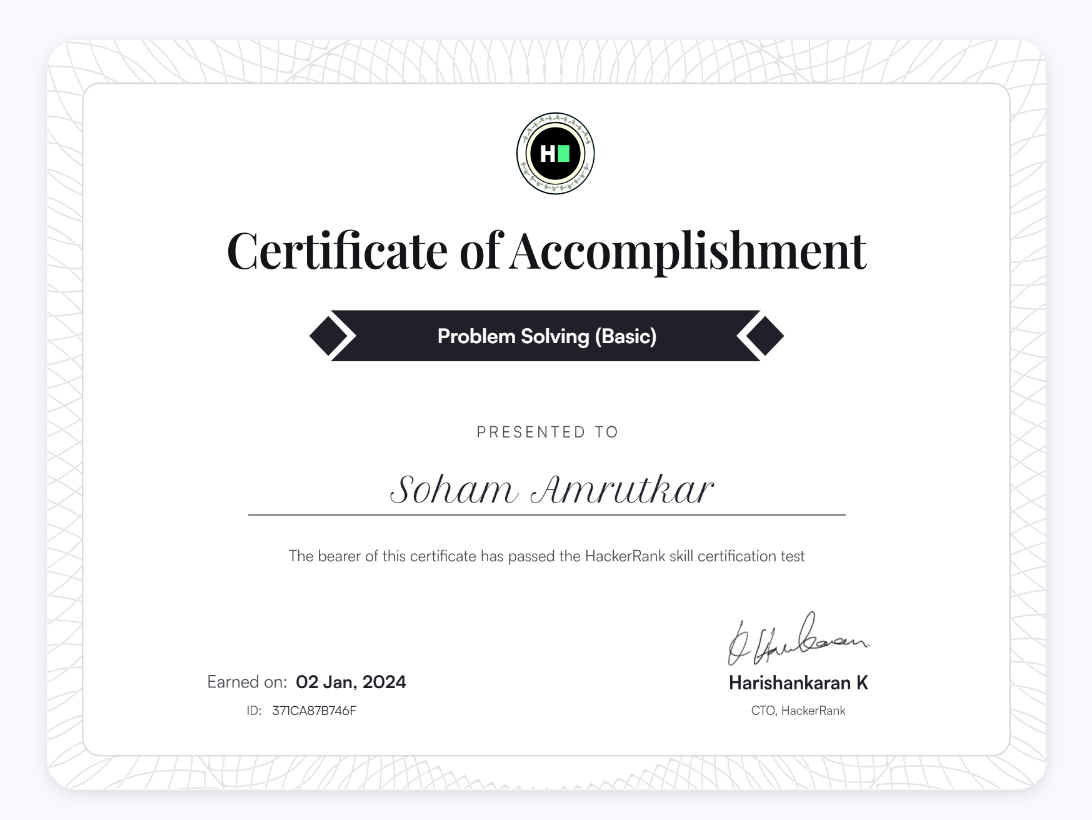 H
Certificate of Accomplishment
Problem Solving (Basic)
PRESENTED TO
Soham Amrutkar
The bearer of this certificate has passed the HackerRank skill certification test
Earned on: 02 Jan, 2024
ID: 371CA87B746F
Harishankaran K
CTO, HackerRank